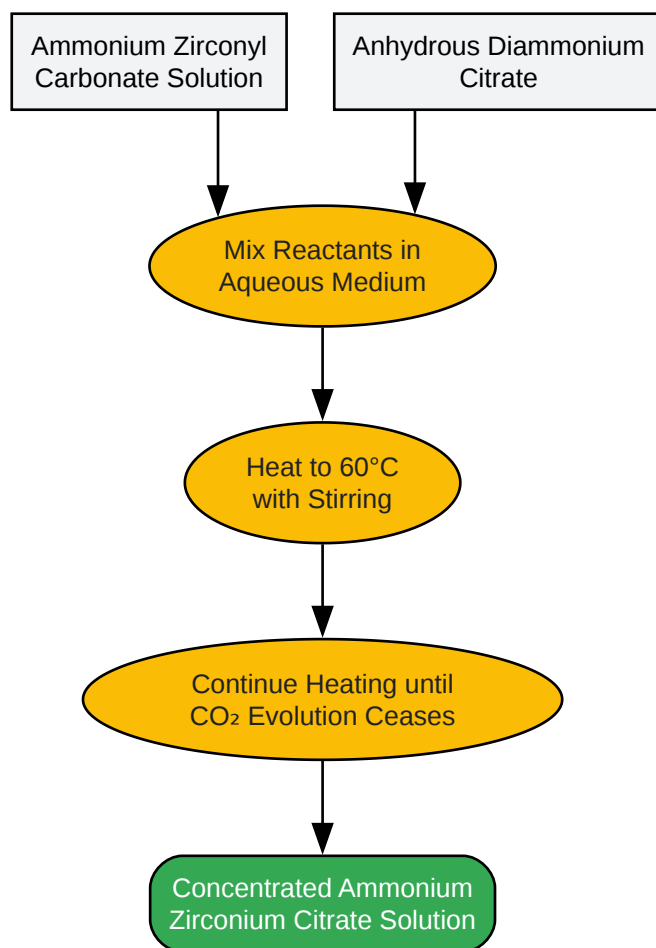 Ammonium Zirconyl
Carbonate Solution
Anhydrous Diammonium
Citrate
Mix Reactants in
Aqueous Medium
Heat to 60°C
with Stirring
Continue Heating until
CO₂ Evolution Ceases
Concentrated Ammonium
Zirconium Citrate Solution